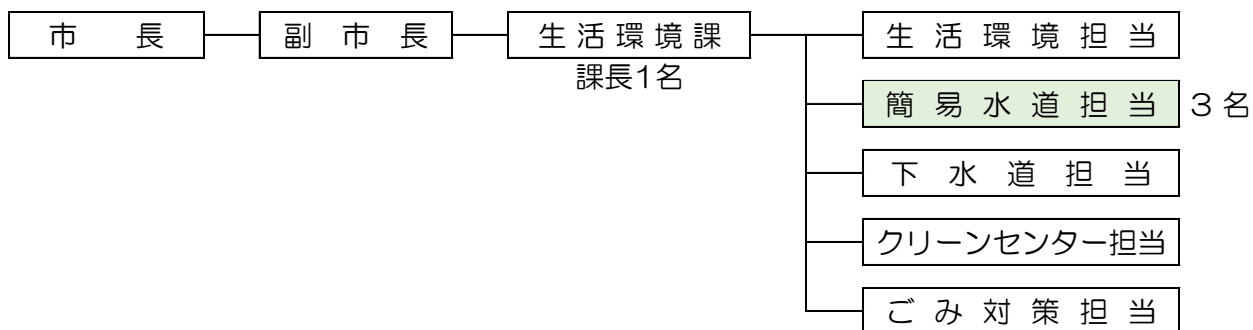 市長
副市長
生活環境課
課長1名
生活環境担当
簡易水道担当
3名
下水道担当
クリーンセンター担当
ごみ対策担当